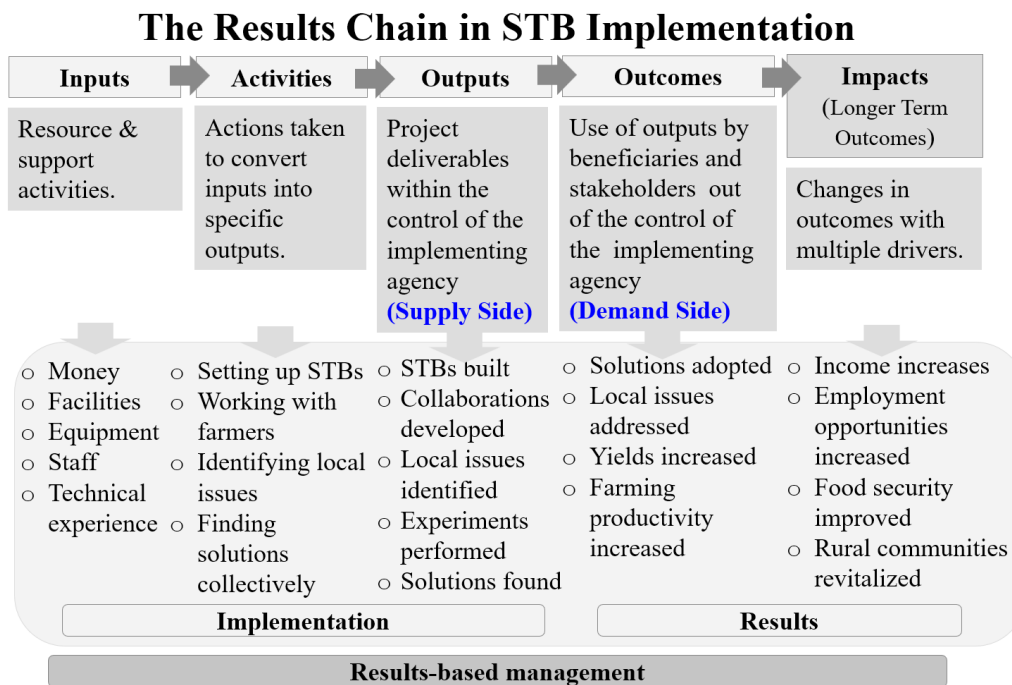 The Results Chain in STB Implementation
Inputs
Activities
Outputs
Outcomes
Impacts
(Longer Term
Outcomes)
Resource &
support
activities.
Actions taken
to convert
inputs into
specific
outputs.
Project
deliverables
within the
control of the
implementing
agency
(Supply Side)
Use of outputs by
beneficiaries and
stakeholders out
of the control of
the implementing
agency
(Demand Side)
Changes in
outcomes with
multiple drivers.
○ Money
○ Facilities
○ Equipment
○ Staff
○ Technical
experience
○ Setting up STBs
○ Working with
farmers
○ Identifying local
issues
○ Finding
solutions
collectively
○ STBs built
○ Collaborations
developed
○ Local issues
identified
○ Experiments
performed
○ Solutions found
○ Solutions adopted
○ Local issues
addressed
○ Yields increased
○ Farming
productivity
increased
○ Income increases
○ Employment
opportunities
increased
○ Food security
improved
○ Rural communities
revitalized
Implementation
Results
Results-based management